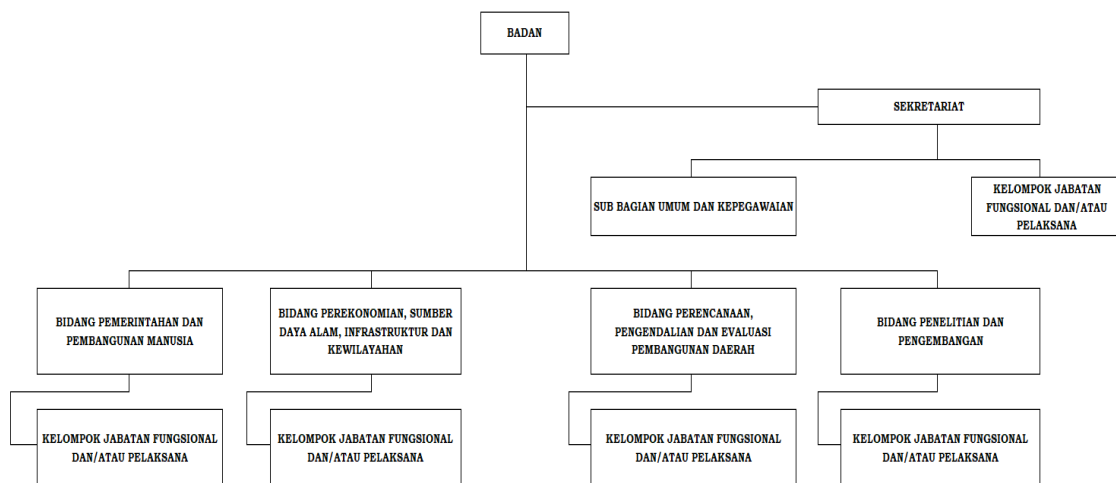 BADAN
SEKRETARIAT
SUB BAGIAN UMUM DAN KEPEGAWAIAN
KELOMPOK JABATAN
FUNGSIONAL DAN/ATAU
PELAKSANA
BIDANG PEMERINTAHAN DAN
PEMBANGUNAN MANUSIA
BIDANG PEREKONOMIAN, SUMBER
DAYA ALAM, INFRASTRUKTUR DAN
KEWILAYAHAN
BIDANG PERENCANAAN,
PENGENDALIAN DAN EVALUASI
PEMBANGUNAN DAERAH
BIDANG PENELITIAN DAN
PENGEMBANGAN
KELOMPOK JABATAN FUNGSIONAL
DAN/ATAU PELAKSANA
KELOMPOK JABATAN FUNGSIONAL
DAN/ATAU PELAKSANA
KELOMPOK JABATAN FUNGSIONAL
DAN/ATAU PELAKSANA
KELOMPOK JABATAN FUNGSIONAL
DAN/ATAU PELAKSANA